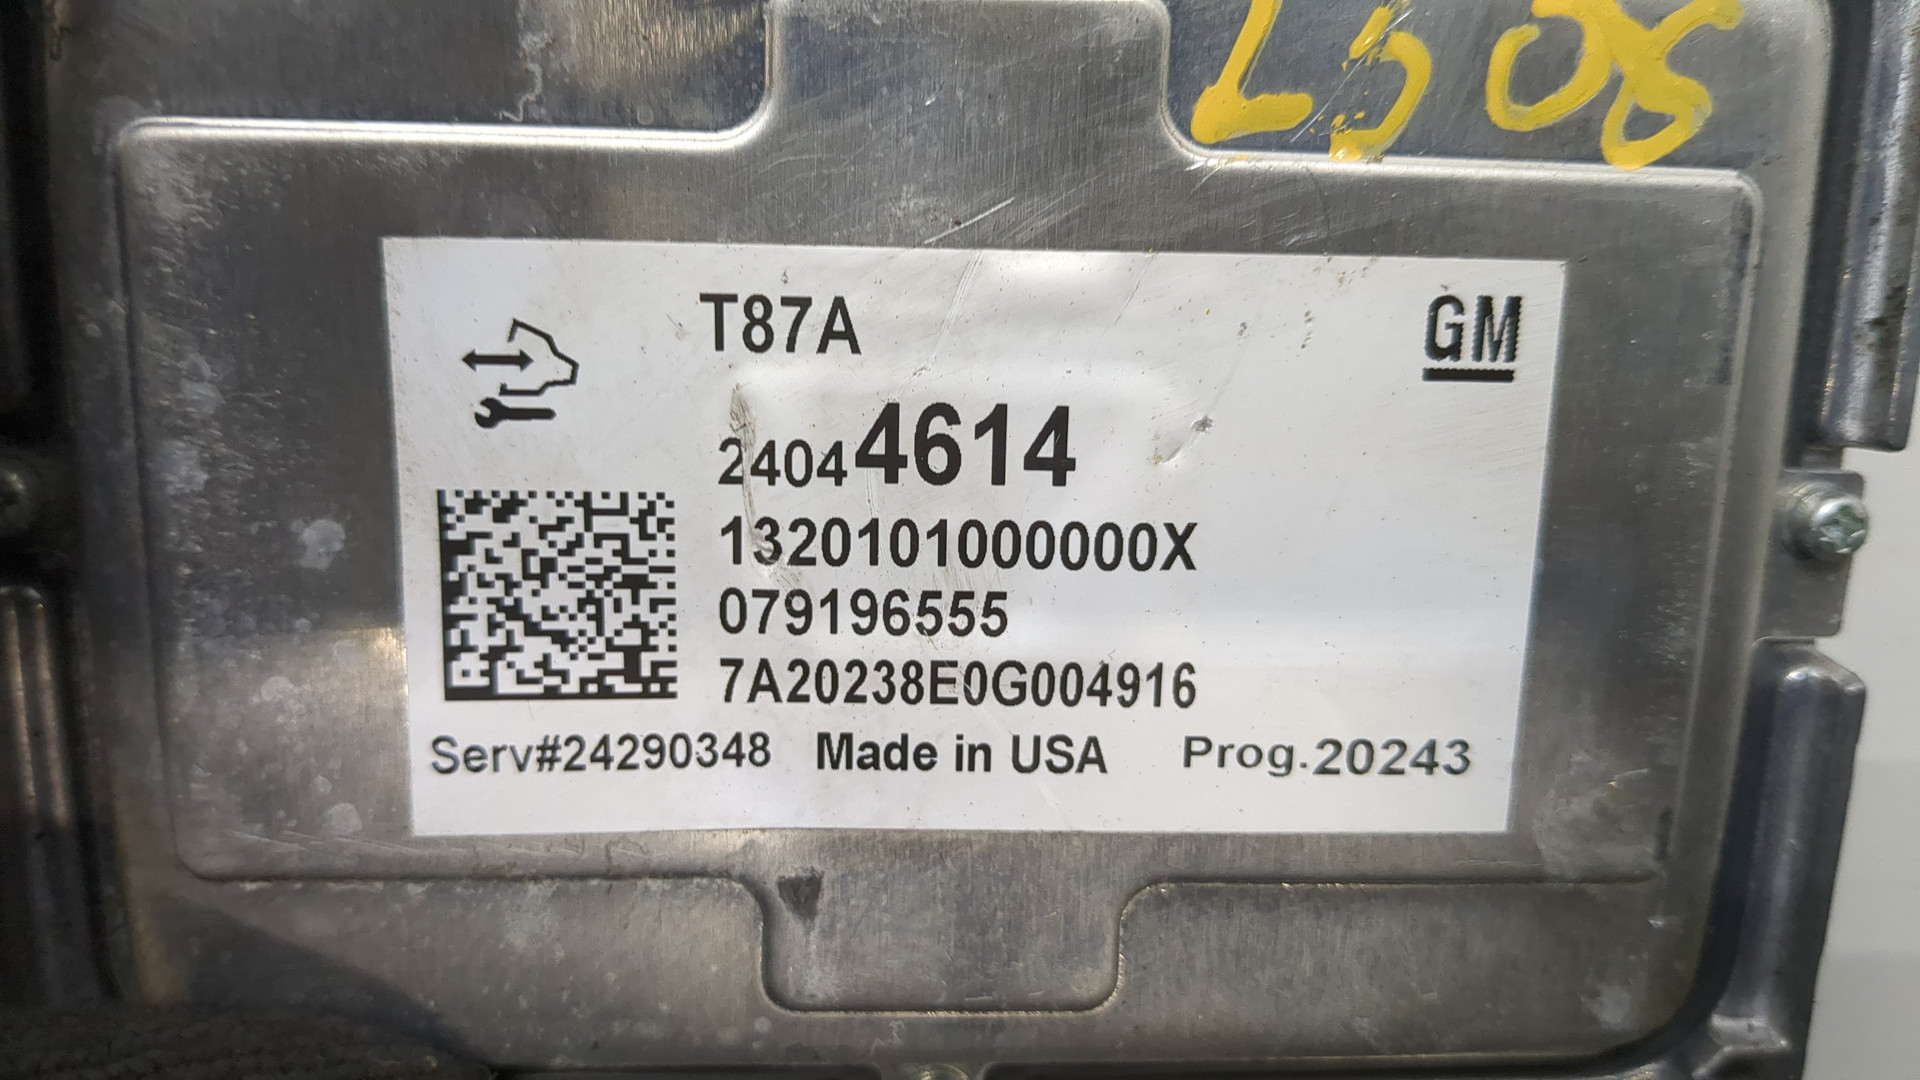 L508
T87A
GM
24044614
1320101000000X
079196555
7A20238E0G004916
Serv#24290348 Made in USA Prog.20243